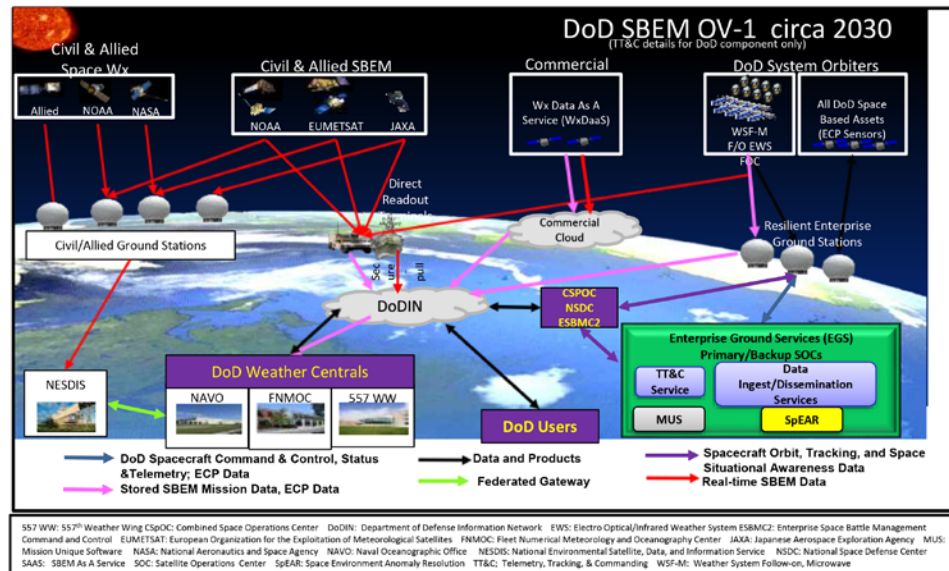 DoD SBEM OV-1 circa 2030
(TT&C details for DoD component only)
Civil & Allied
Space Wx
Allied NOAA NASA
Civil & Allied SBEM
NOAA EUMETSAT JAXA
Commercial
Wx Data As A
Service (WxDaaS)
DoD System Orbiters
WSF-M
F/O EWS
FOC
All DoD Space
Based Assets
(ECP Sensors)
Direct
Readout
Civil/Allied Ground Stations
Commercial
Cloud
Resilient Enterprise
Ground Stations
Sec
ure
pull
DoDIN
CSPOC
NSDC
ESBMC2
Enterprise Ground Services (EGS)
Primary/Backup SOCs
TT&C
Service
Data
Ingest/Dissemination
Services
MUS
SpEAR
NESDIS
DoD Weather Centrals
NAVO FNMOC 557 WW
DoD Users
DoD Spacecraft Command & Control, Status
&Telemetry; ECP Data
Stored SBEM Mission Data, ECP Data
Data and Products
Federated Gateway
Spacecraft Orbit, Tracking, and Space
Situational Awareness Data
Real-time SBEM Data
557 WW: 557th Weather Wing CSpOC: Combined Space Operations Center DoDIN: Department of Defense Information Network EWS: Electro Optical/Infrared Weather System ESBMC2: Enterprise Space Battle Management
Command and Control EUMETSAT: European Organization for the Exploitation of Meteorological Satellites FNMOC: Fleet Numerical Meteorology and Oceanography Center JAXA: Japanese Aerospace Exploration Agency MUS:
Mission Unique Software NASA: National Aeronautics and Space Agency NAVO: Naval Oceanographic Office NESDIS: National Environmental Satellite, Data, and Information Service NSDC: National Space Defense Center
SAAS: SBEM As A Service SOC: Satellite Operations Center SpEAR: Space Environment Anomaly Resolution TT&C; Telemetry, Tracking, & Commanding WSF-M: Weather System Follow-on, Microwave